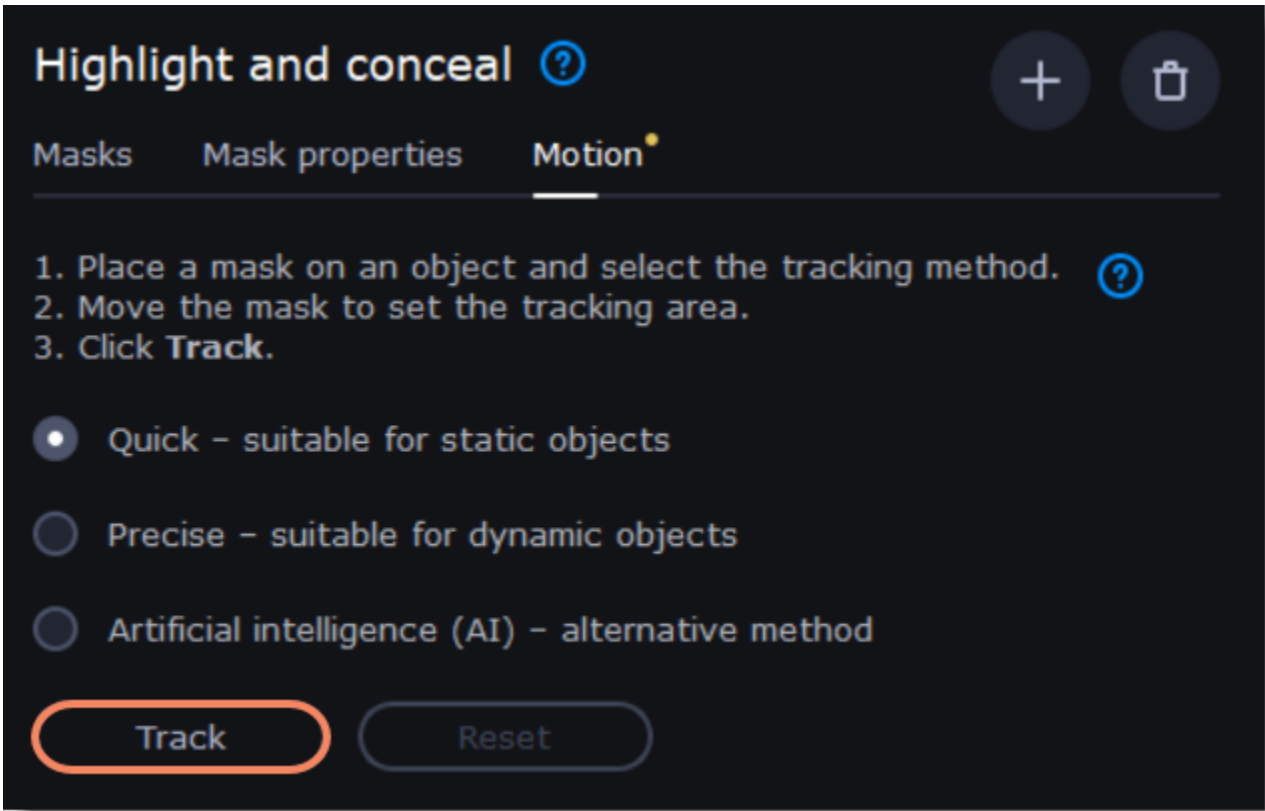 Highlight and conceal ?
Masks Mask properties Motion
1. Place a mask on an object and select the tracking method. ?
2. Move the mask to set the tracking area.
3. Click Track.
Quick – suitable for static objects
Precise – suitable for dynamic objects
Artificial intelligence (AI) – alternative method
Track Reset